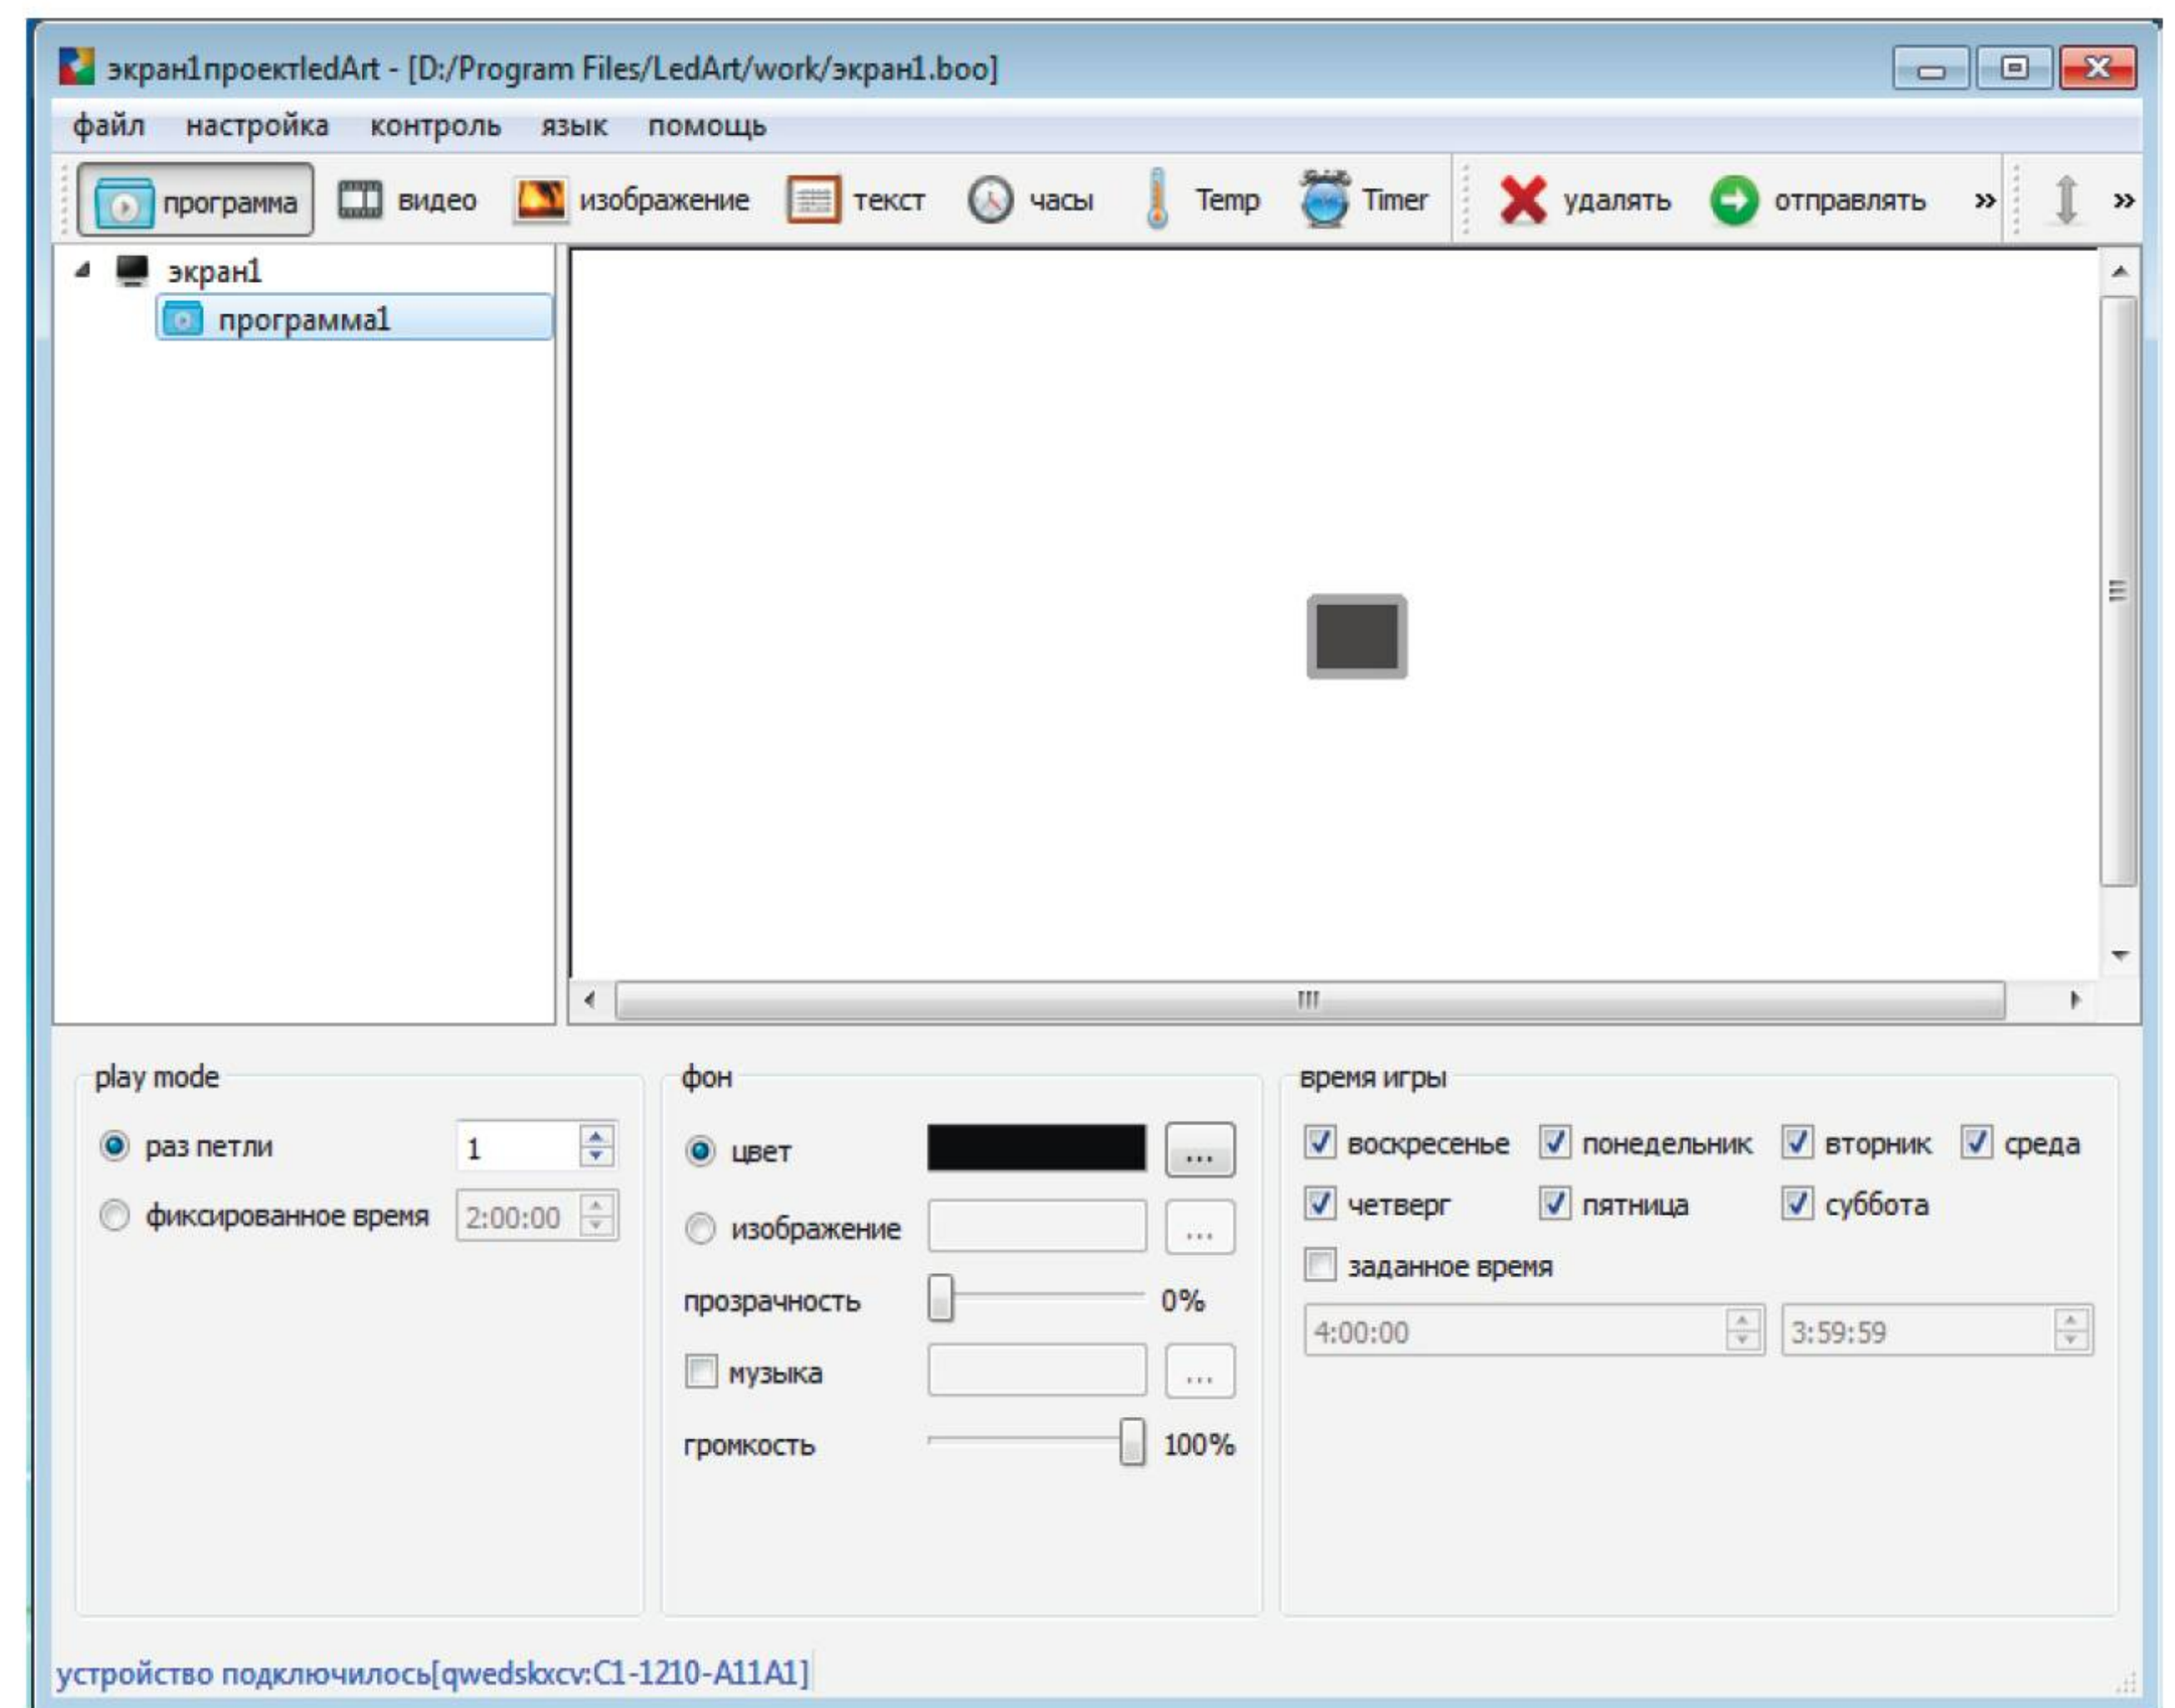 экран1проектledArt - [D:/Program Files/LedArt/work/экран1.boo]
файл настройка контроль язык помощь
программа видео изображение текст часы Temp Timer удалять отправлять » »
экран1
программа1
play mode
раз петли 1
фиксированное время 2:00:00
фон
цвет ...
изображение ...
прозрачность 0%
музыка ...
громкость 100%
время игры
воскресенье понедельник вторник среда
четверг пятница суббота
заданное время
4:00:00 3:59:59
устройство подключилось[qwedskxcv:C1-1210-A11A1]